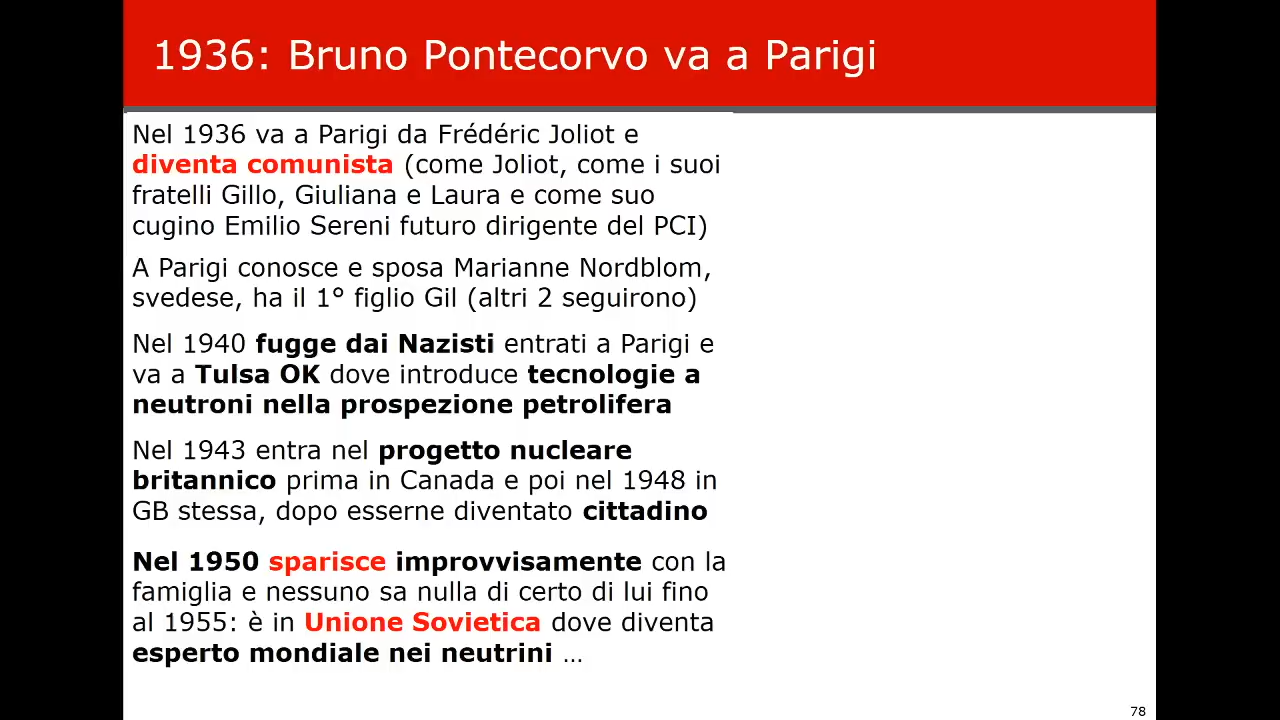 1936: Bruno Pontecorvo va a Parigi
Nel 1936 va a Parigi da Frédéric Joliot e
diventa comunista (come Joliot, come i suoi
fratelli Gillo, Giuliana e Laura e come suo
cugino Emilio Sereni futuro dirigente del PCI)
A Parigi conosce e sposa Marianne Nordblom,
svedese, ha il 1° figlio Gil (altri 2 seguirono)
Nel 1940 fugge dai Nazisti entrati a Parigi e
va a Tulsa OK dove introduce tecnologie a
neutroni nella prospezione petrolifera
Nel 1943 entra nel progetto nucleare
britannico prima in Canada e poi nel 1948 in
GB stessa, dopo esserne diventato cittadino
Nel 1950 sparisce improvvisamente con la
famiglia e nessuno sa nulla di certo di lui fino
al 1955: è in Unione Sovietica dove diventa
esperto mondiale nei neutrini …
78